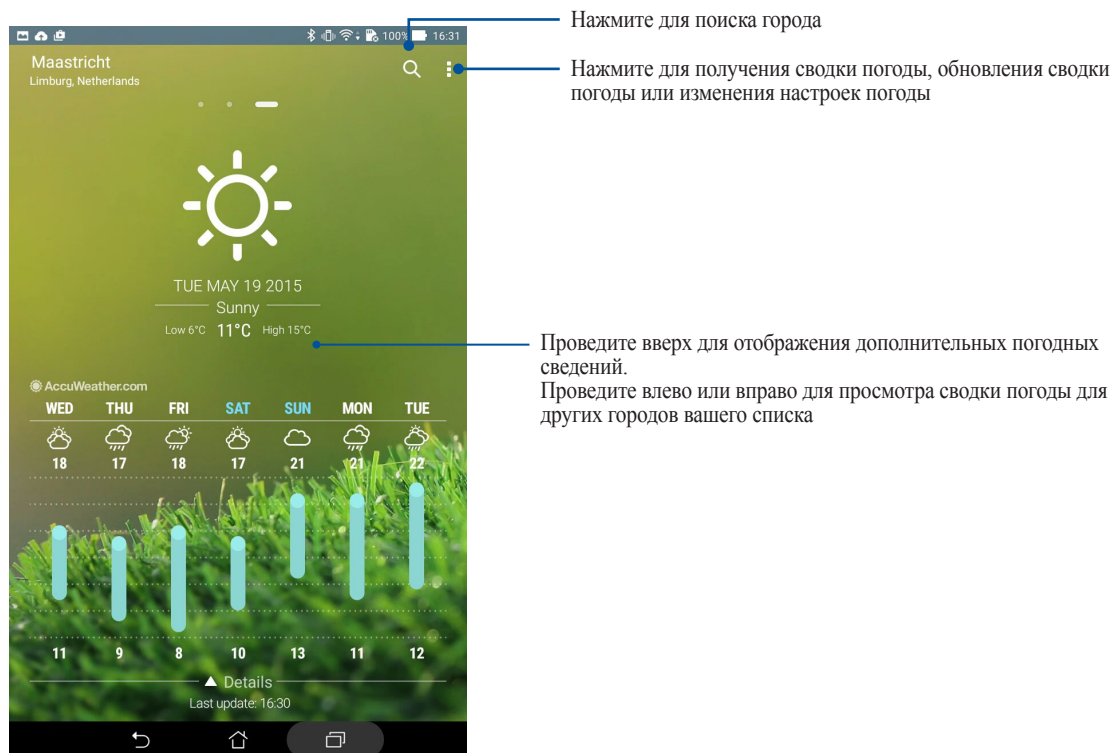 Нажмите для поиска города
100% 16:31
Maastricht
Limburg, Netherlands
Нажмите для получения сводки погоды, обновления сводки
погоды или изменения настроек погоды
TUE MAY 19 2015
Sunny
Low 6°C 11°C High 15°C
Проведите вверх для отображения дополнительных погодных
сведений.
Проведите влево или вправо для просмотра сводки погоды для
других городов вашего списка
AccuWeather.com
WED THU FRI SAT SUN MON TUE
18 17 18 17 21 21 22
11 9 8 10 13 11 12
Details
Last update: 16:30